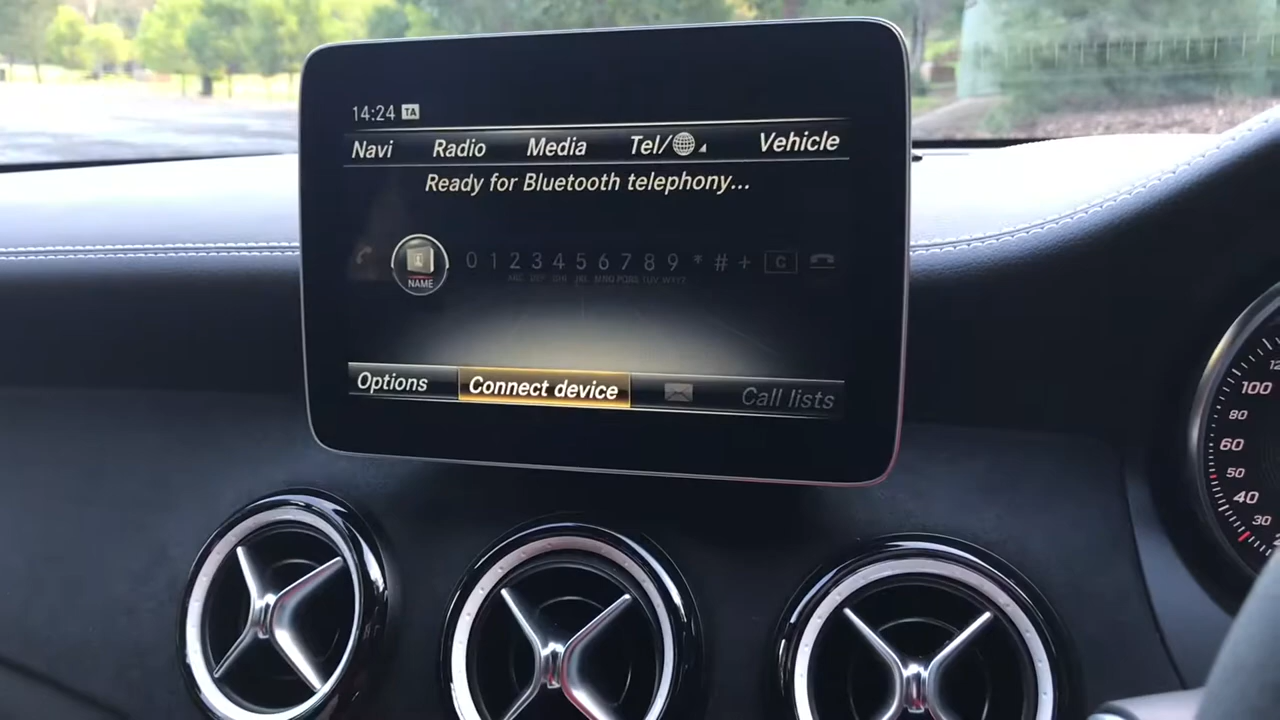 14:24 TA
Navi Radio Media Tel/ Vehicle
Ready for Bluetooth telephony...
NAME 0 1 2 3 4 5 6 7 8 9 * # + C
Options Connect device Call lists
100
80
60
50
40
30